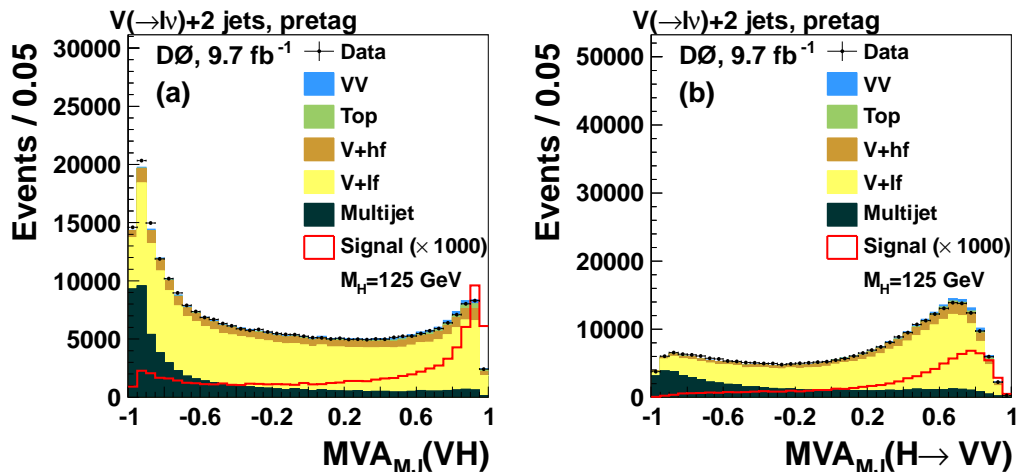 V(→lν)+2 jets, pretag
DØ, 9.7 fb⁻¹
(a)
Data
VV
Top
V+hf
V+lf
Multijet
Signal (× 1000)
M_H=125 GeV
Events / 0.05
30000
25000
20000
15000
10000
5000
0
-1 -0.6 -0.2 0.2 0.6 1
MVA_MJ(VH)
V(→lν)+2 jets, pretag
DØ, 9.7 fb⁻¹
(b)
Data
VV
Top
V+hf
V+lf
Multijet
Signal (× 1000)
M_H=125 GeV
Events / 0.05
50000
40000
30000
20000
10000
0
-1 -0.6 -0.2 0.2 0.6 1
MVA_MJ(H→ VV)